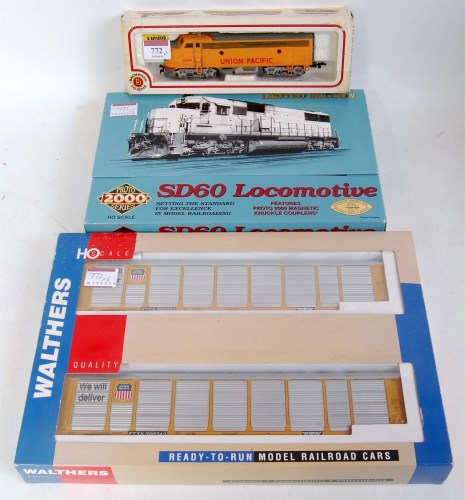 772
UNION PACIFIC
LIMITED EDITION
PROTO
2000
SERIES
HO SCALE
SD60 Locomotive
SETTING THE STANDARD
FOR EXCELLENCE
IN MODEL RAILROADING
FEATURES
PROTO 2000 MAGNETIC
KNUCKLE COUPLERS*
SD60 Locomotive
HO SCALE
WALTHERS
QUALITY
We will
deliver
READY-TO-RUN MODEL RAILROAD CARS
WALTHERS